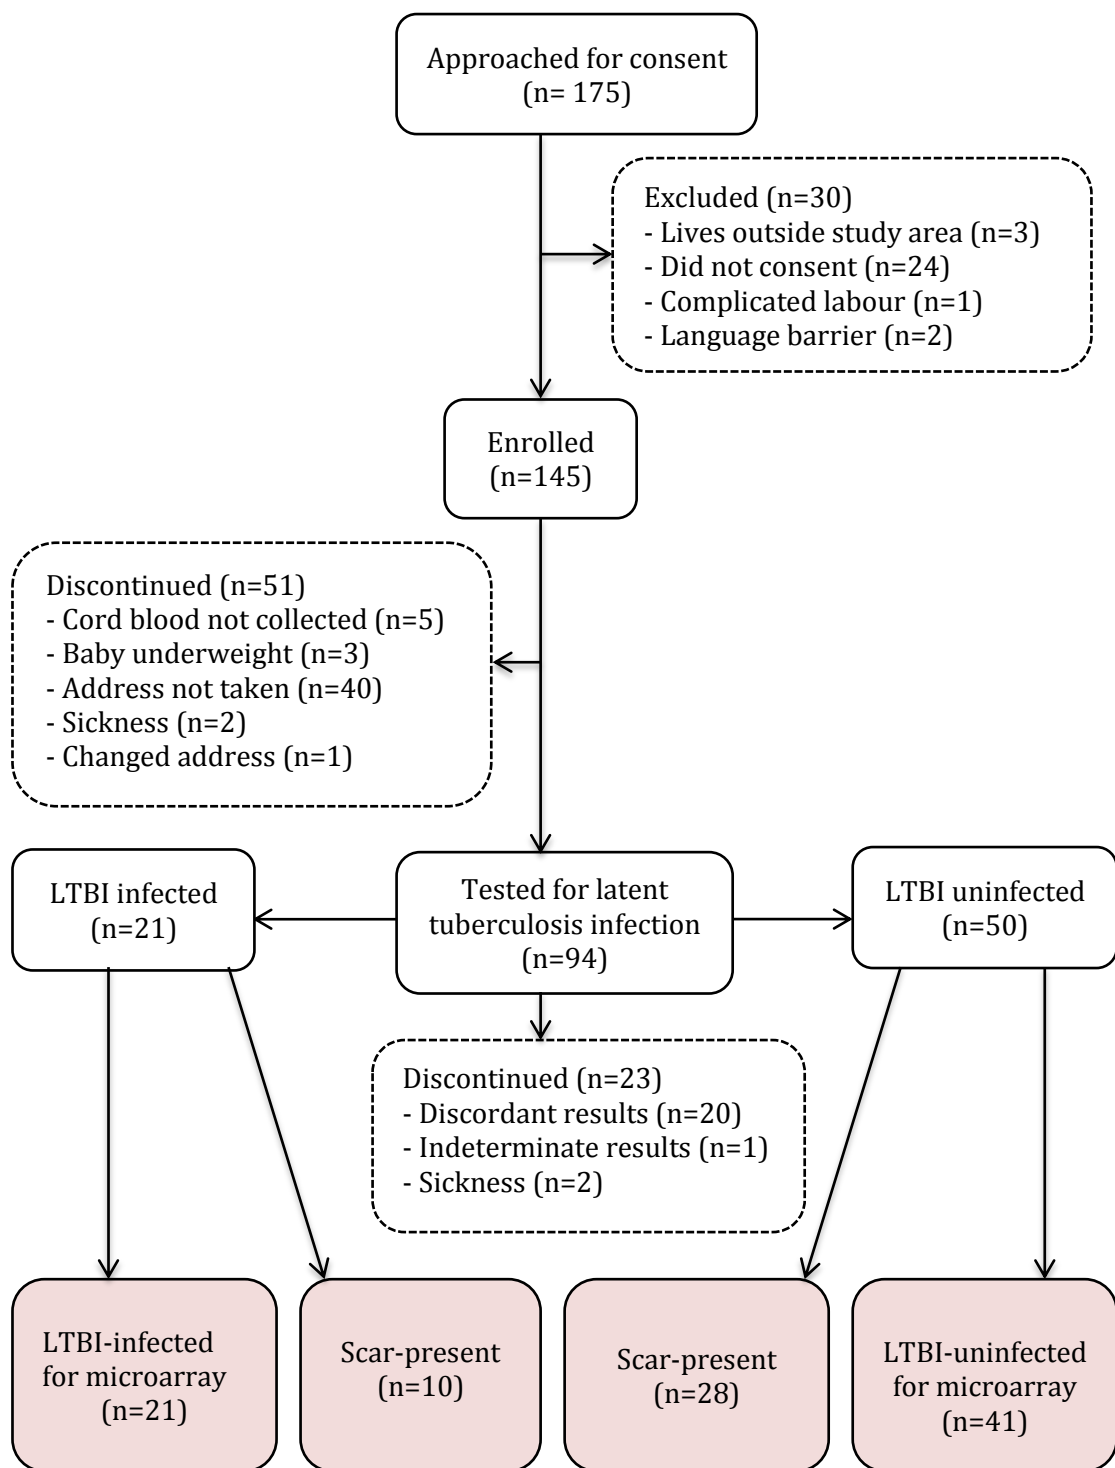 Approached for consent
(n= 175)
Excluded (n=30)
- Lives outside study area (n=3)
- Did not consent (n=24)
- Complicated labour (n=1)
- Language barrier (n=2)
Enrolled
(n=145)
Discontinued (n=51)
- Cord blood not collected (n=5)
- Baby underweight (n=3)
- Address not taken (n=40)
- Sickness (n=2)
- Changed address (n=1)
LTBI infected
(n=21)
Tested for latent
tuberculosis infection
(n=94)
LTBI uninfected
(n=50)
Discontinued (n=23)
- Discordant results (n=20)
- Indeterminate results (n=1)
- Sickness (n=2)
LTBI-infected
for microarray
(n=21)
Scar-present
(n=10)
Scar-present
(n=28)
LTBI-uninfected
for microarray
(n=41)